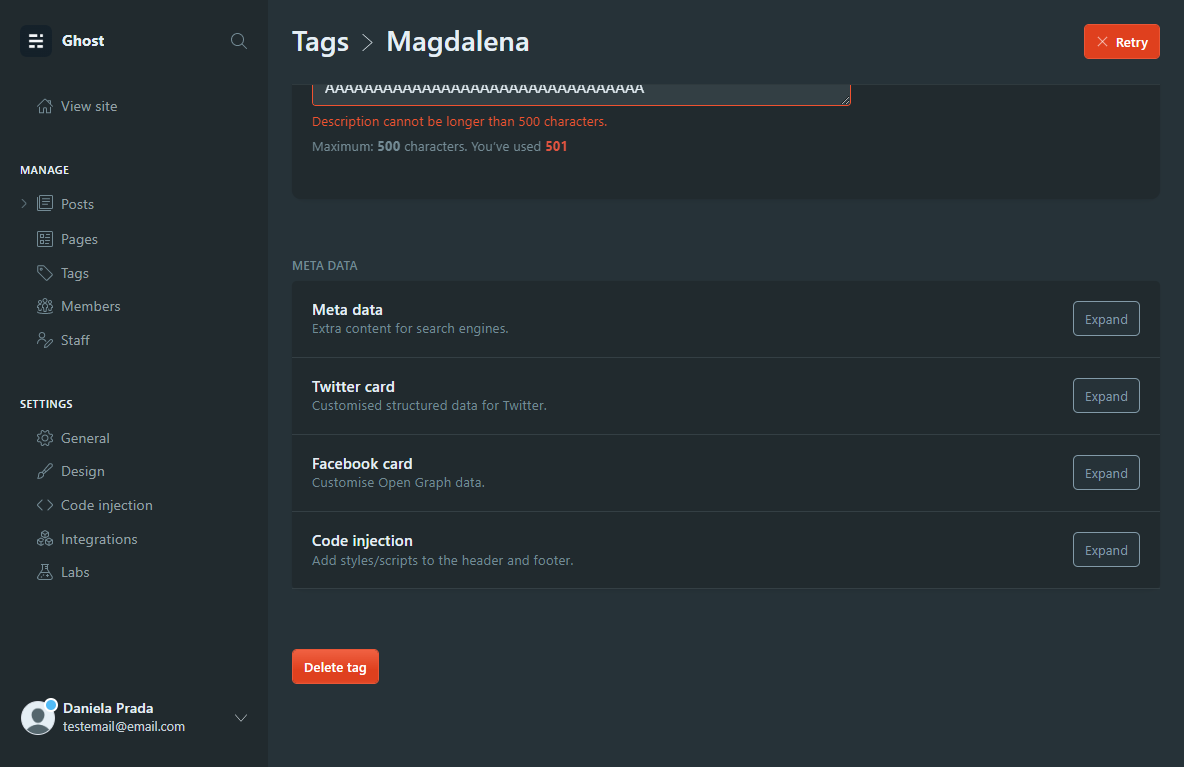 Ghost
View site
MANAGE
Posts
Pages
Tags
Members
Staff
SETTINGS
General
Design
Code injection
Integrations
Labs
Daniela Prada
testemail@email.com
Tags > Magdalena
Retry
Description cannot be longer than 500 characters.
Maximum: 500 characters. You've used 501
META DATA
Meta data
Extra content for search engines.
Expand
Twitter card
Customised structured data for Twitter.
Expand
Facebook card
Customise Open Graph data.
Expand
Code injection
Add styles/scripts to the header and footer.
Expand
Delete tag